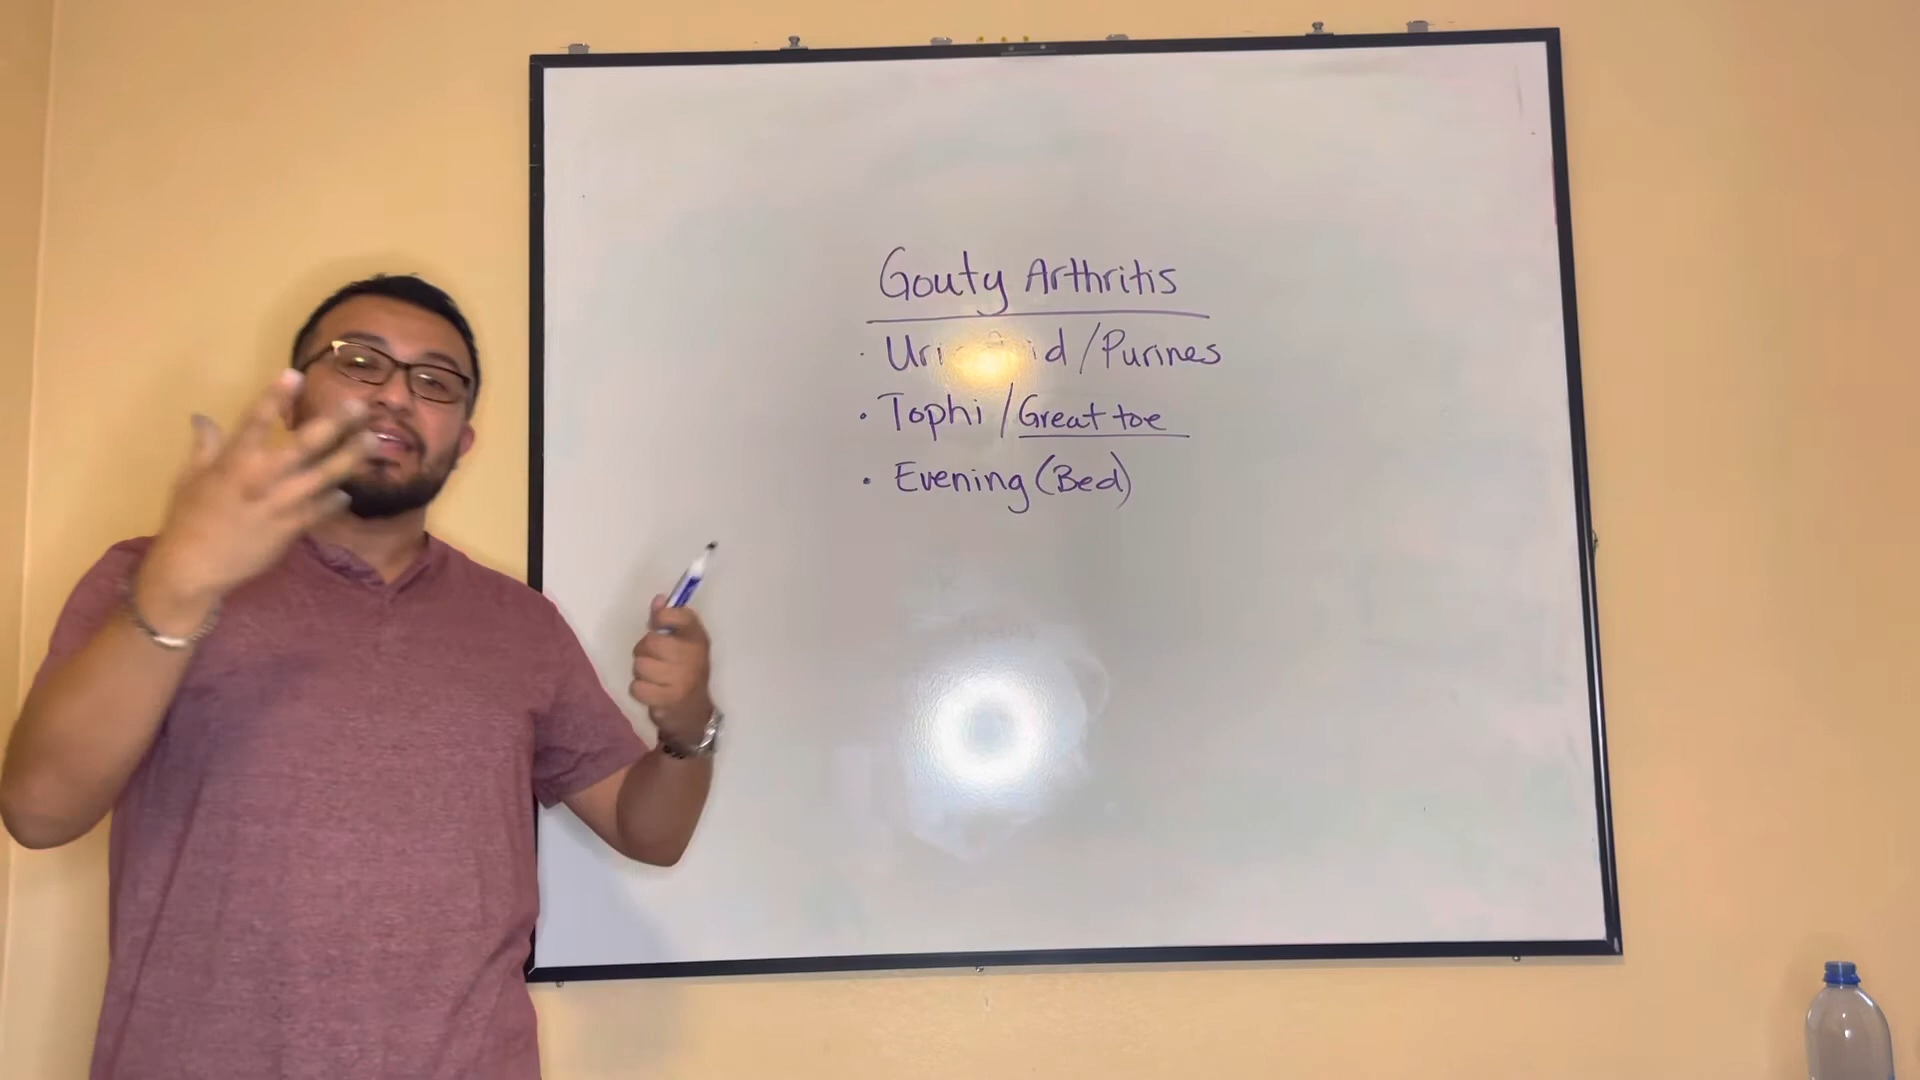 Gouty Arthritis
· /Purines
· Tophi /Great toe
· Evening (Bed)